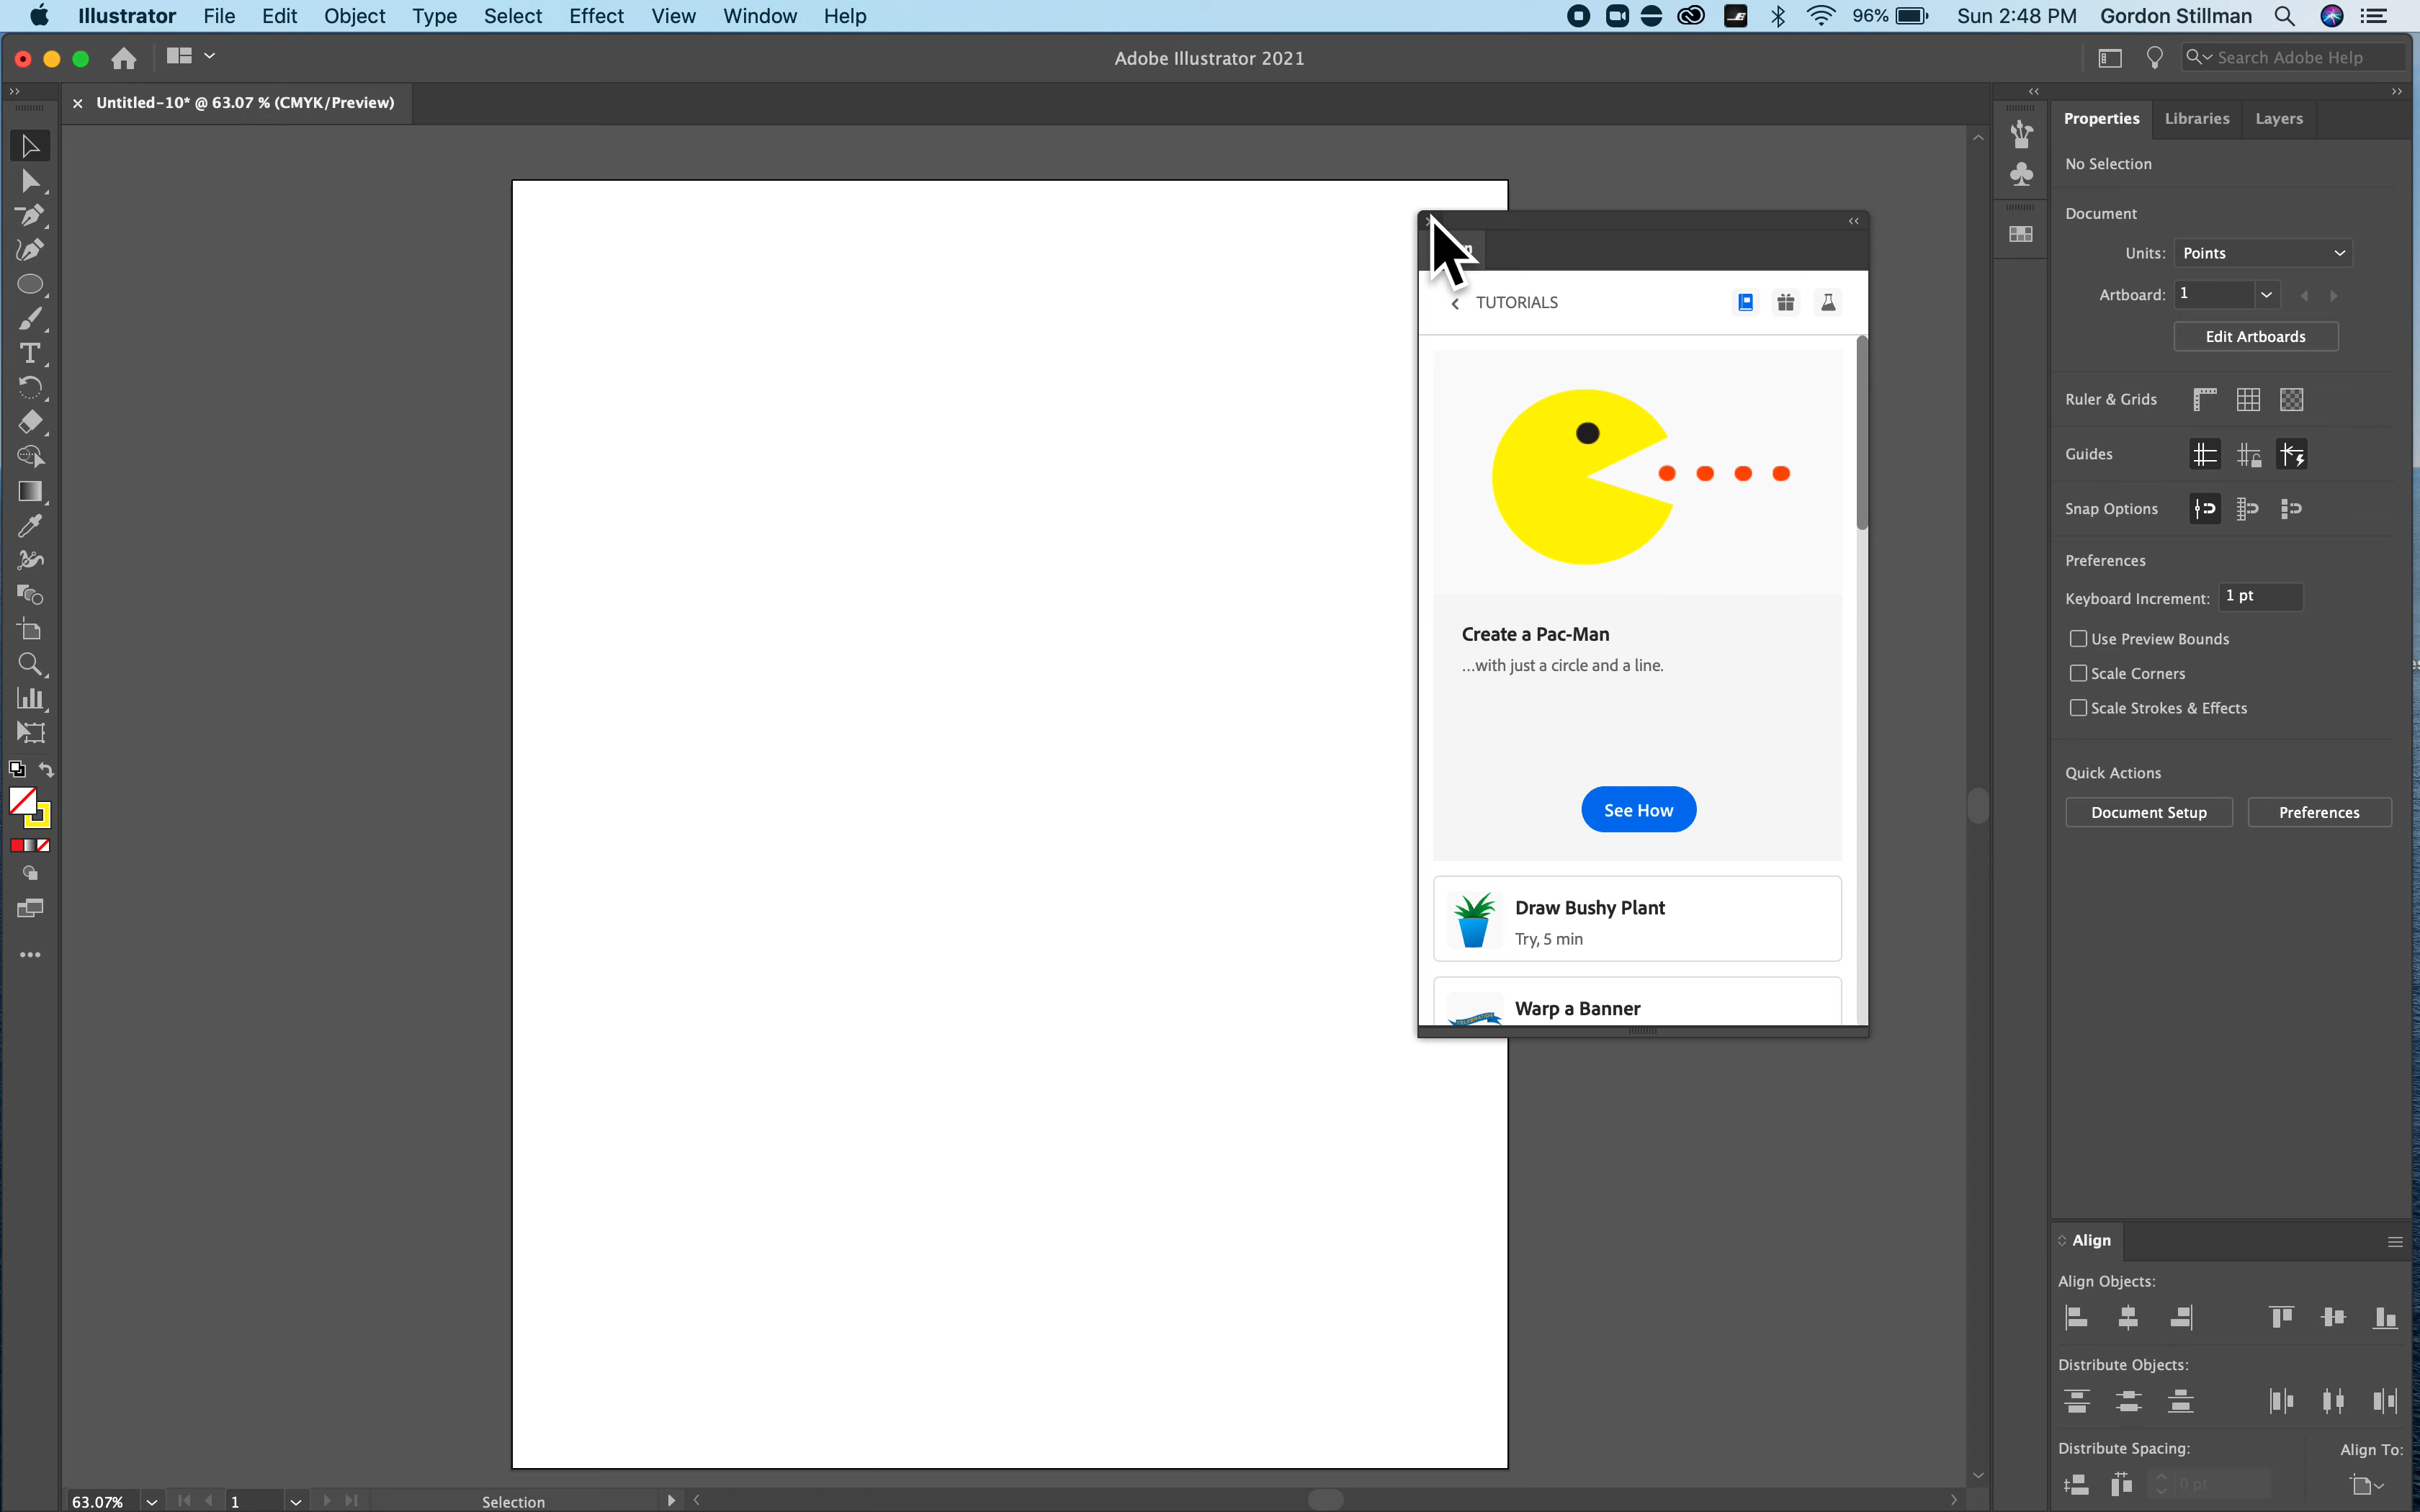 Illustrator File Edit Object Type Select Effect View Window Help 96% Sun 2:48 PM Gordon Stillman
Adobe Illustrator 2021 Search Adobe Help
Untitled-10* @ 63.07 % (CMYK/Preview)
Properties Libraries Layers
No Selection
Document
Units: Points
Artboard: 1
Edit Artboards
Ruler & Grids
Guides
Snap Options
Preferences
Keyboard Increment: 1 pt
Use Preview Bounds
Scale Corners
Scale Strokes & Effects
Quick Actions
Document Setup Preferences
TUTORIALS
Create a Pac-Man
...with just a circle and a line.
See How
Draw Bushy Plant
Try, 5 min
Warp a Banner
Align
Align Objects:
Distribute Objects:
Distribute Spacing: Align To:
0 pt
63.07% 1 Selection